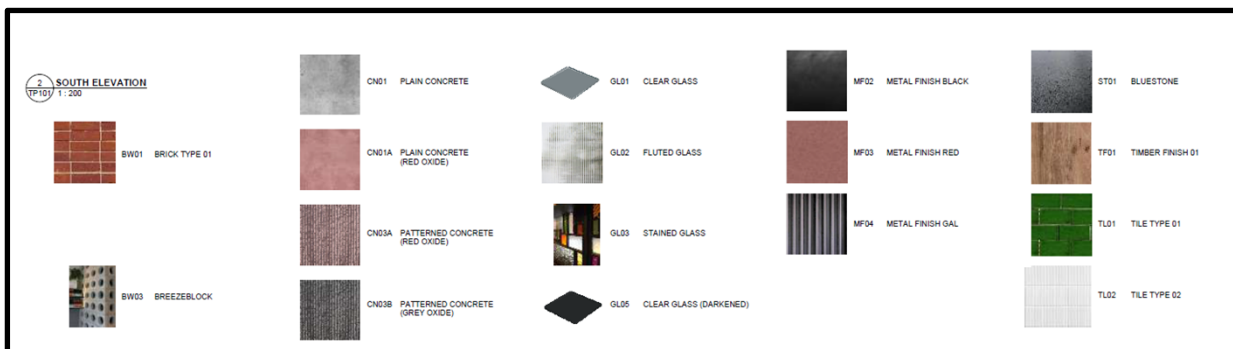 2
TP101
SOUTH ELEVATION
1 : 200
BW01 BRICK TYPE 01
BW03 BREEZEBLOCK
CN01 PLAIN CONCRETE
CN01A PLAIN CONCRETE
(RED OXIDE)
CN03A PATTERNED CONCRETE
(RED OXIDE)
CN03B PATTERNED CONCRETE
(GREY OXIDE)
GL01 CLEAR GLASS
GL02 FLUTED GLASS
GL03 STAINED GLASS
GL05 CLEAR GLASS (DARKENED)
MF02 METAL FINISH BLACK
MF03 METAL FINISH RED
MF04 METAL FINISH GAL
ST01 BLUESTONE
TF01 TIMBER FINISH 01
TL01 TILE TYPE 01
TL02 TILE TYPE 02